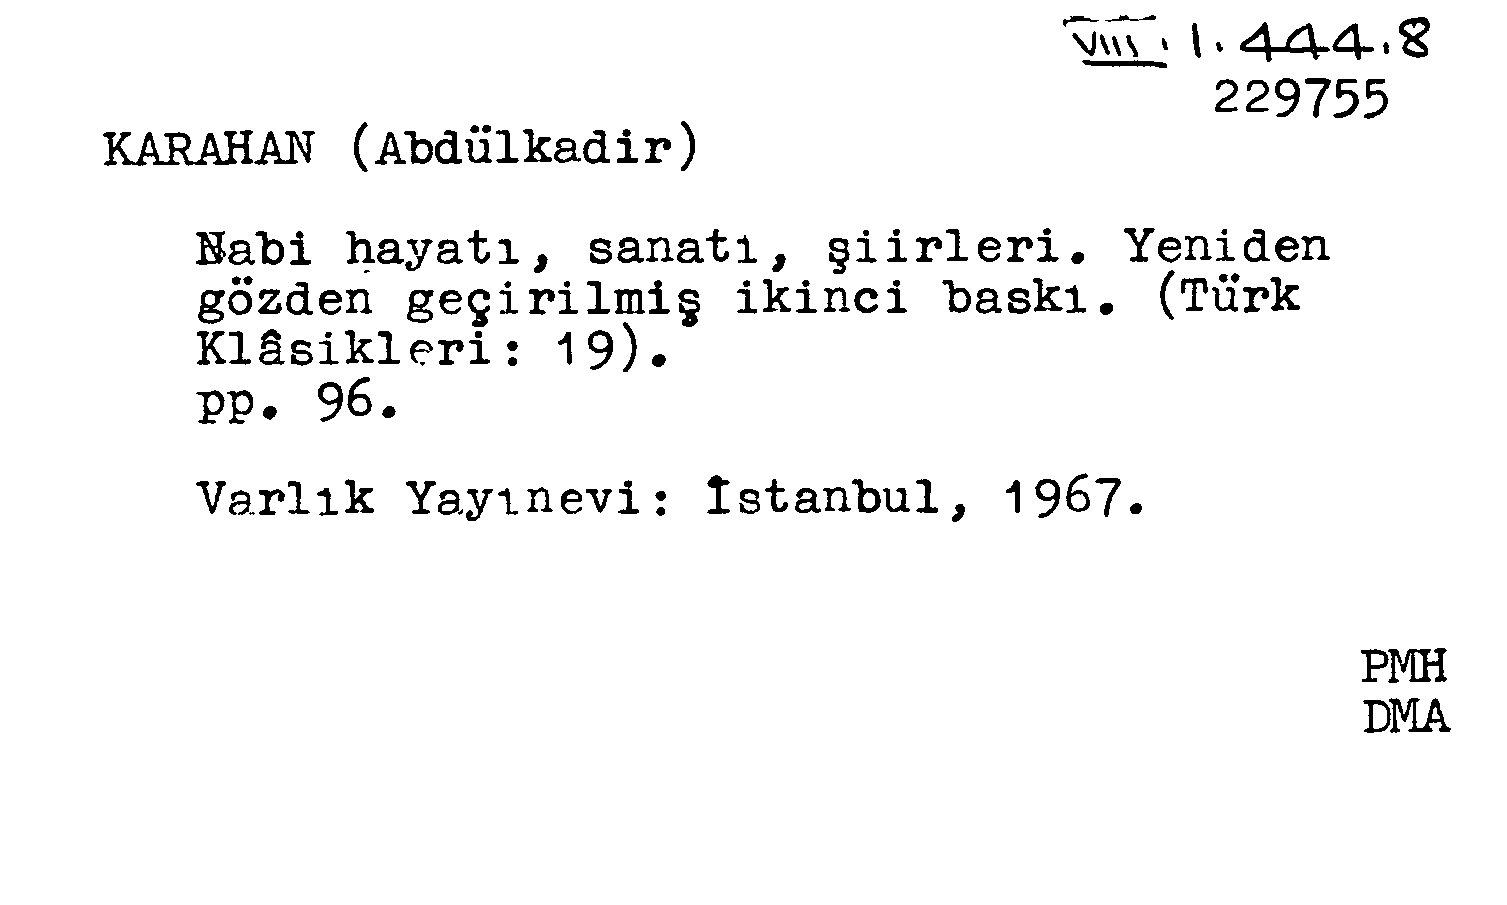 VIII.1.444.8
229755
KARAHAN (Abdülkadir)
Nabi hayatı, sanatı, şiirleri. Yeniden
gözden geçirilmiş ikinci baskı. (Türk
Klâsikleri: 19).
pp. 96.
Varlık Yayınevi: İstanbul, 1967.
PMH
DMA